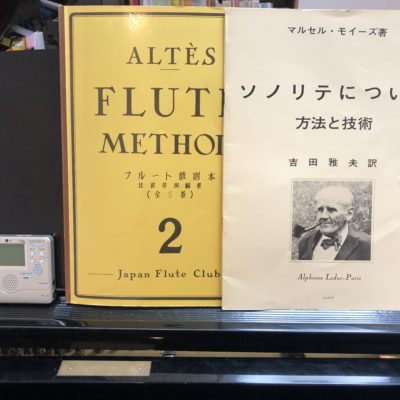 ALTÈS
FLUT
METHOD
フルート教則本
(全三巻)
2
Japan Flute Club
マルセル・モイーズ著
ソノリテについ
方法と技術
吉田雅夫訳
Alphonse Leduc-Paris